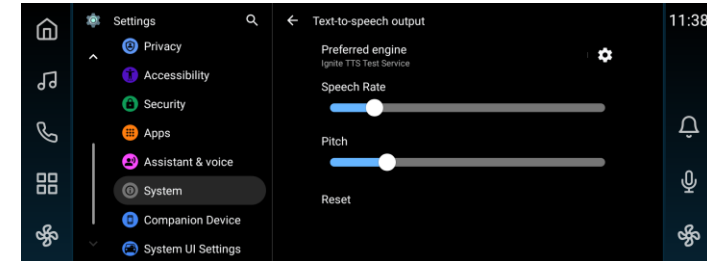 Settings
Privacy
Accessibility
Security
Apps
Assistant & voice
System
Companion Device
System UI Settings
Text-to-speech output
Preferred engine
Ignite TTS Test Service
Speech Rate
Pitch
Reset
11:38